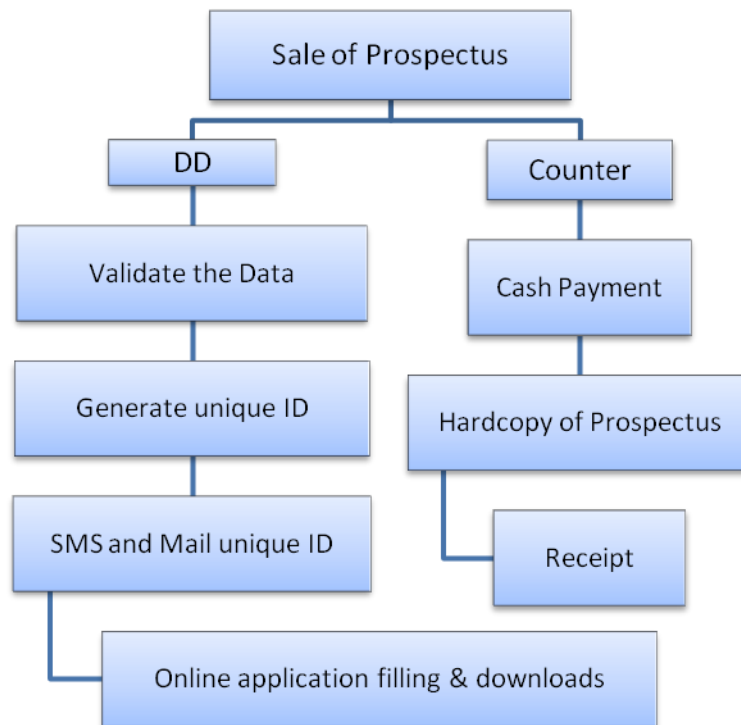 Sale of Prospectus
DD
Counter
Validate the Data
Cash Payment
Generate unique ID
Hardcopy of Prospectus
SMS and Mail unique ID
Receipt
Online application filling & downloads